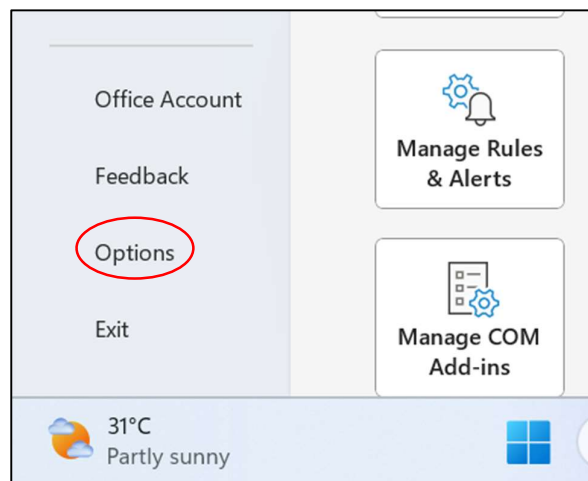 Office Account
Feedback
Options
Exit
Manage Rules
& Alerts
Manage COM
Add-ins
31°C
Partly sunny